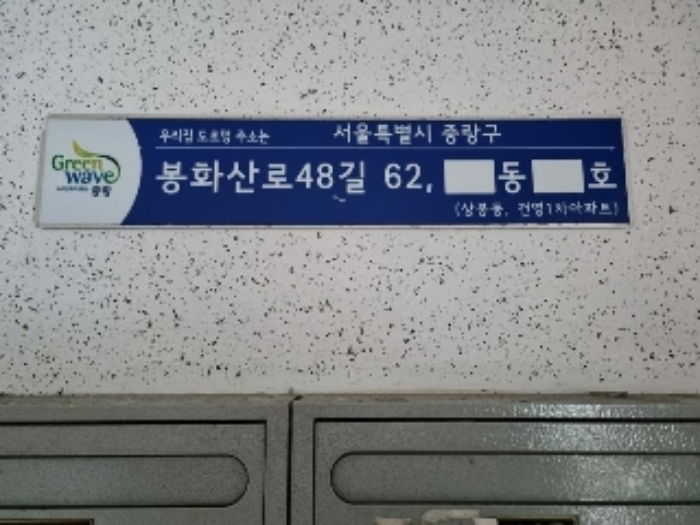 Green
wave
중랑
우리집 도로명 주소는 서울특별시 중랑구
봉화산로48길 62, 동 호
(상봉동, 건영1차아파트)